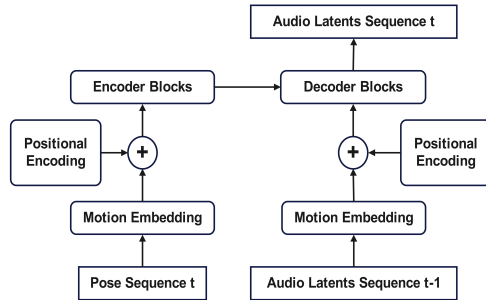 Audio Latents Sequence t
Encoder Blocks
Decoder Blocks
Positional
Encoding
+
+
Positional
Encoding
Motion Embedding
Motion Embedding
Pose Sequence t
Audio Latents Sequence t-1